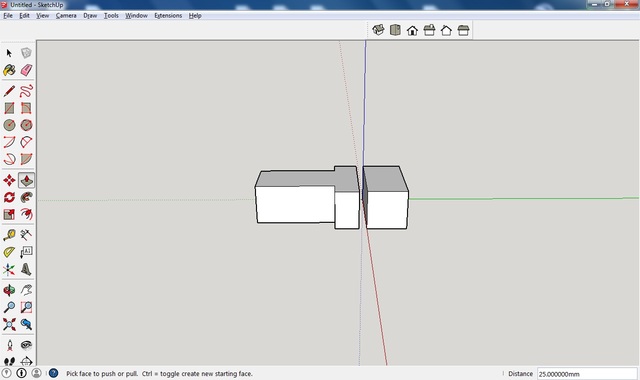 Untitled - SketchUp
File Edit View Camera Draw Tools Window Extensions Help
A1
Pick face to push or pull. Ctrl = toggle create new starting face. Distance 25.000000mm